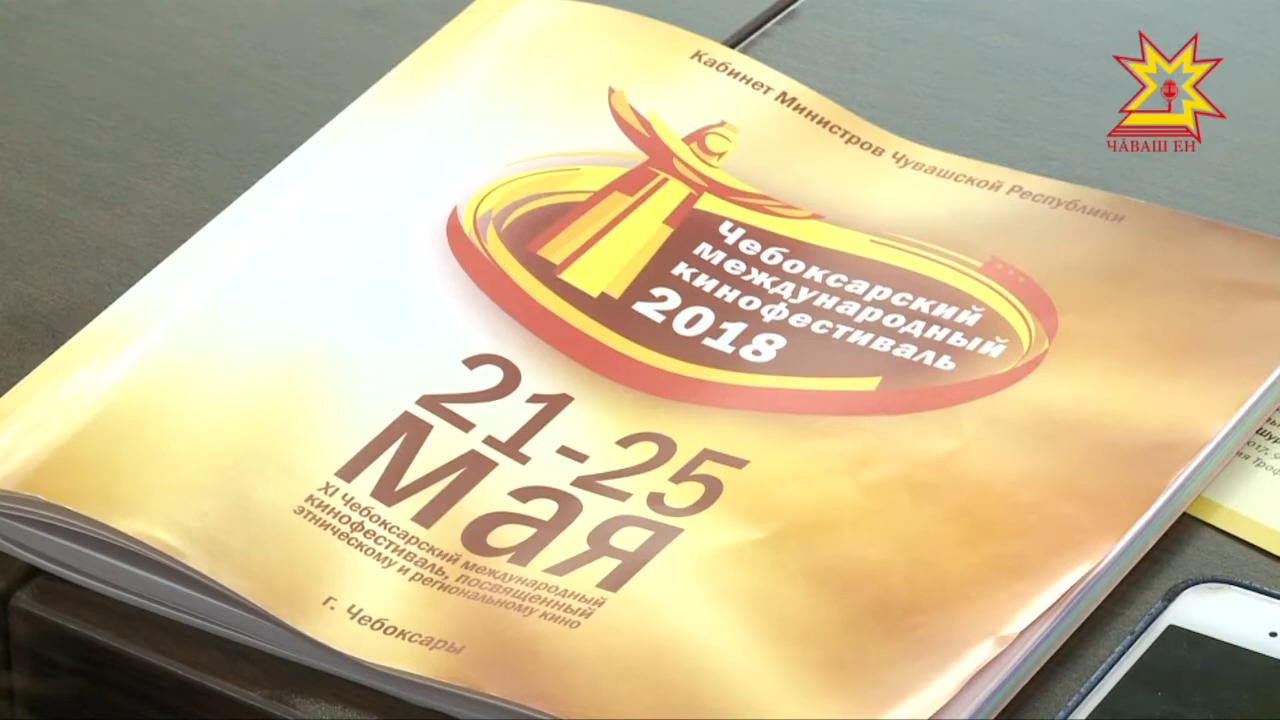 Кабинет Министров Чувашской Республики
ЧӐВАШ ЕН
Чебоксарский
международный
кинофестиваль
2018
21-25
мая
XI Чебоксарский международный
кинофестиваль, посвященный
этническому и региональному кино
г. Чебоксары